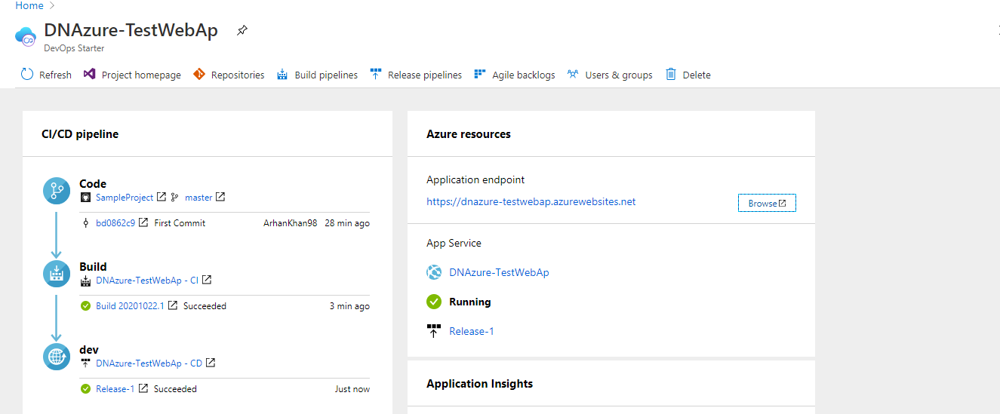 Home
DNAzure-TestWebAp
DevOps Starter
Refresh Project homepage Repositories Build pipelines Release pipelines Agile backlogs Users & groups Delete
CI/CD pipeline
Code
SampleProject master
bd0862c9 First Commit ArhanKhan98 28 min ago
Build
DNAzure-TestWebAp - CI
Build 20201022.1 Succeeded 3 min ago
dev
DNAzure-TestWebAp - CD
Release-1 Succeeded Just now
Azure resources
Application endpoint
https://dnazure-testwebap.azurewebsites.net Browse
App Service
DNAzure-TestWebAp
Running
Release-1
Application Insights